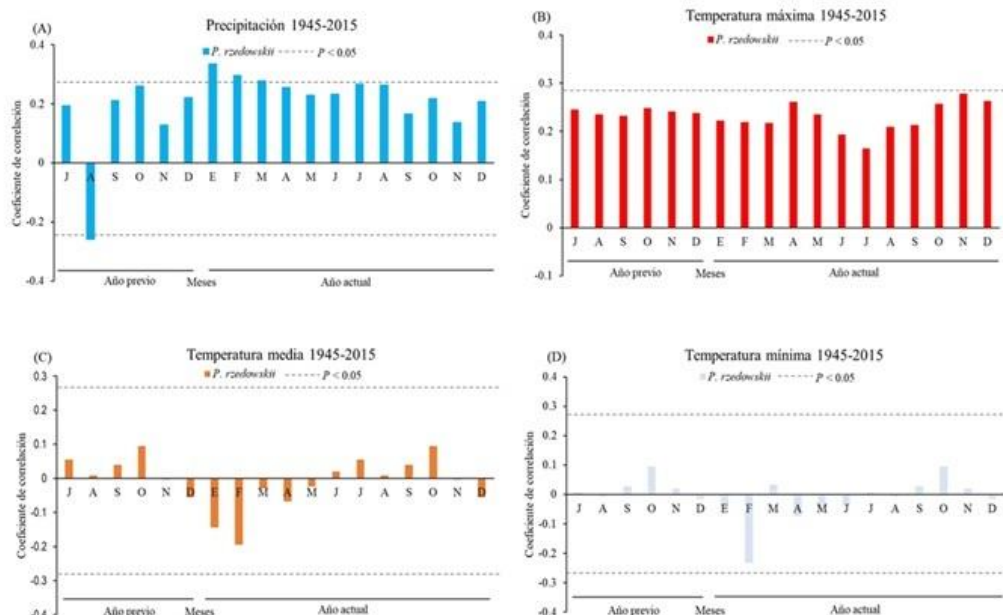 (A)
Precipitación 1945-2015
P. rzedowskii P < 0.05
Coeficiente de correlación
0.4
0.2
0
-0.2
-0.4
J A S O N D E F M A M J J A S O N D
Año previo Meses Año actual
(B)
Temperatura máxima 1945-2015
P. rzedowskii P < 0.05
Coeficiente de correlación
0.4
0.3
0.2
0.1
0
-0.1
J A S O N D E F M A M J J A S O N D
Año previo Meses Año actual
(C)
Temperatura media 1945-2015
P. rzedowskii P < 0.05
Coeficiente de correlación
0.3
0.2
0.1
0
-0.1
-0.2
-0.3
-0.4
J A S O N D E F M A M J J A S O N D
Año previo Meses Año actual
(D)
Temperatura mínima 1945-2015
P. rzedowskii P < 0.05
Coeficiente de correlación
0.4
0.3
0.2
0.1
0
-0.1
-0.2
-0.3
-0.4
J A S O N D E F M A M J J A S O N D
Año previo Meses Año actual